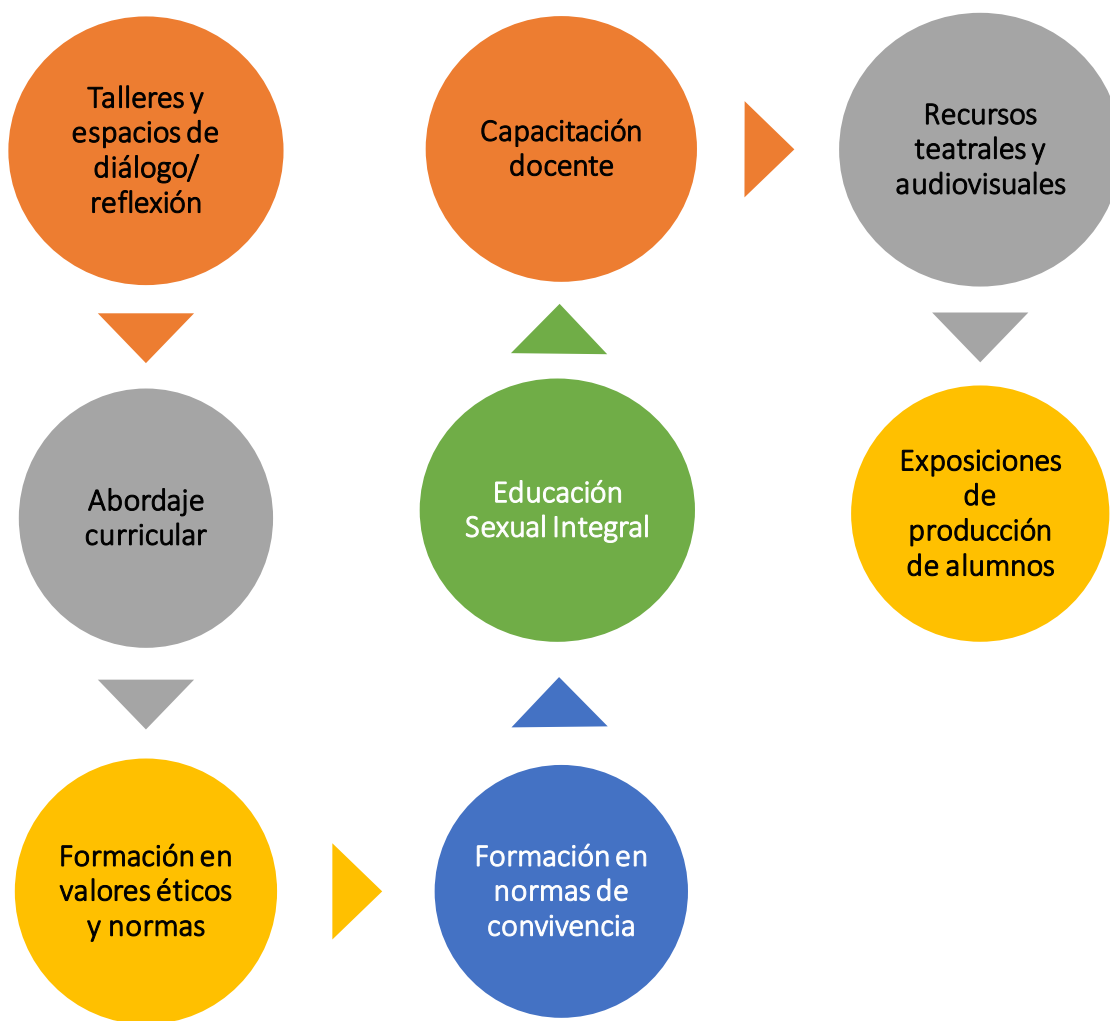 Talleres y
espacios de
diálogo/
reflexión
Abordaje
curricular
Formación en
valores éticos
y normas
Formación en
normas de
convivencia
Educación
Sexual Integral
Capacitación
docente
Recursos
teatrales y
audiovisuales
Exposiciones
de
producción
de alumnos